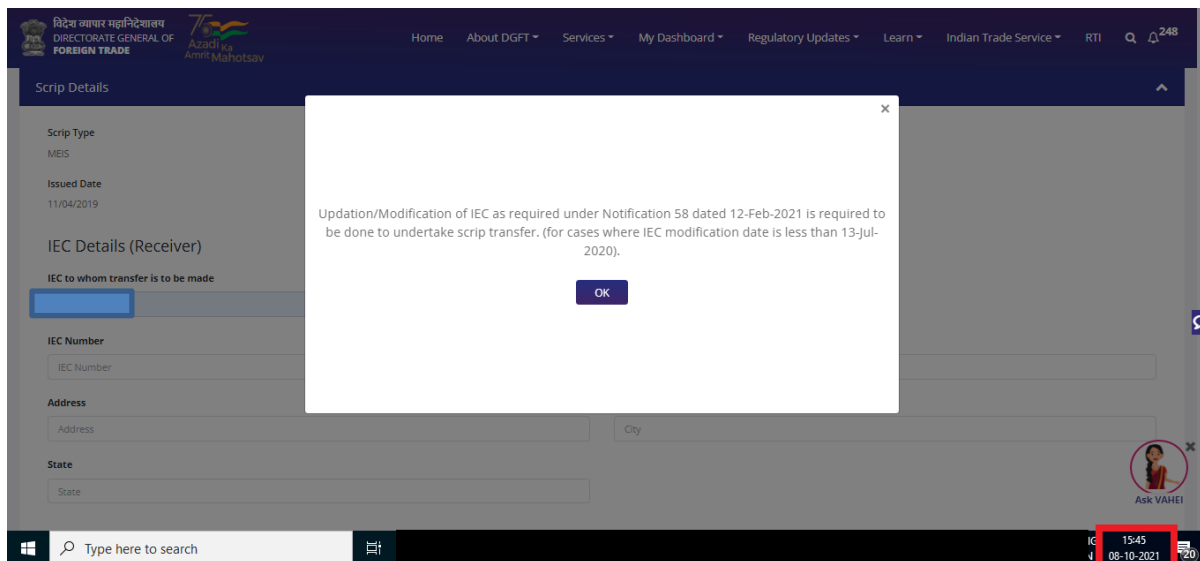 विदेश व्यापार महानिदेशालय
DIRECTORATE GENERAL OF
FOREIGN TRADE
Azadi Ka
Amrit Mahotsav
Home About DGFT Services My Dashboard Regulatory Updates Learn Indian Trade Service RTI 248
Scrip Details
×
Scrip Type
MEIS
Issued Date
11/04/2019
Updation/Modification of IEC as required under Notification 58 dated 12-Feb-2021 is required to
be done to undertake scrip transfer. (for cases where IEC modification date is less than 13-Jul-
2020).
OK
IEC Details (Receiver)
IEC to whom transfer is to be made
IEC Number
IEC Number
Address
Address City
State
State
Ask VAHEI
Type here to search
15:45
08-10-2021 20